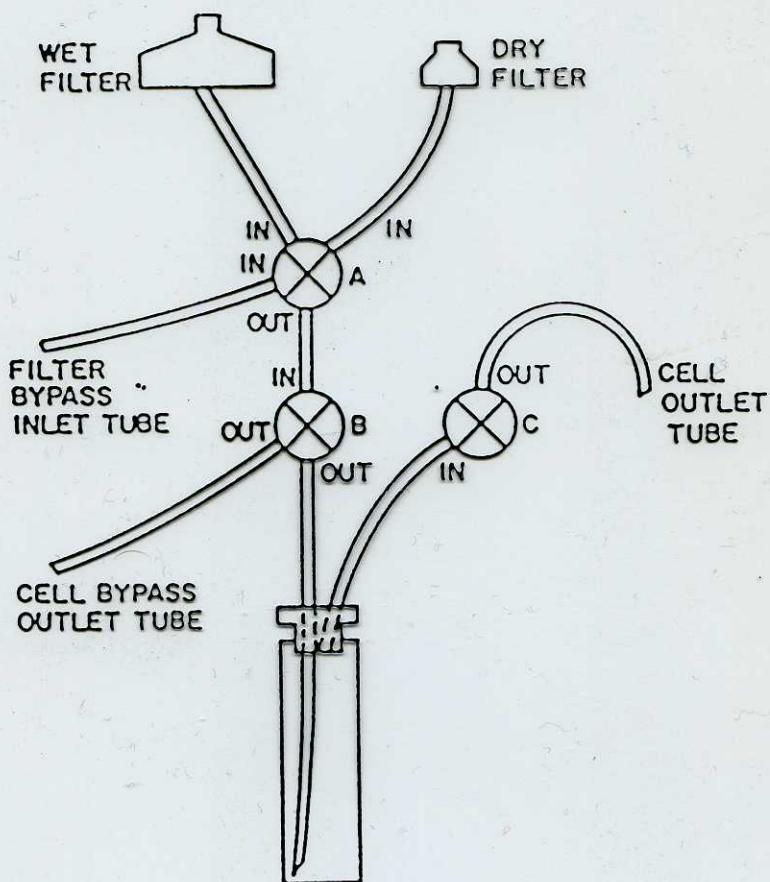 WET
FILTER
DRY
FILTER
IN
IN
IN
A
OUT
FILTER
BYPASS
INLET TUBE
IN
OUT
B
OUT
OUT
C
IN
CELL
OUTLET
TUBE
CELL BYPASS
OUTLET TUBE